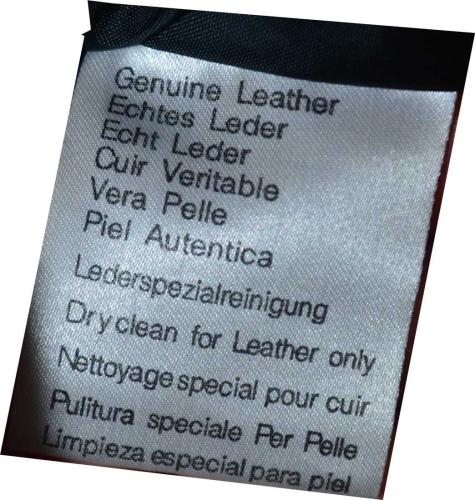 Genuine Leather
Echtes Leder
Echt Leder
Cuir Veritable
Vera Pelle
Piel Autentica
Lederspezialreinigung
Dry clean for Leather only
Nettoyage special pour cuir
Pulitura speciale Per Pelle
Limpieza especial para piel